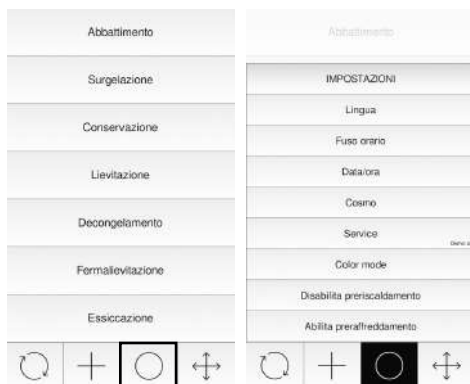 Abbattimento
Surgelazione
Conservazione
Lievitazione
Decongelamento
Fermalievitazione
Essiccazione
Abbattimento
IMPOSTAZIONI
Lingua
Fuso orario
Data/ora
Cosmo
Service
Color mode
Disabilita preriscaldamento
Abilita preraffreddamento